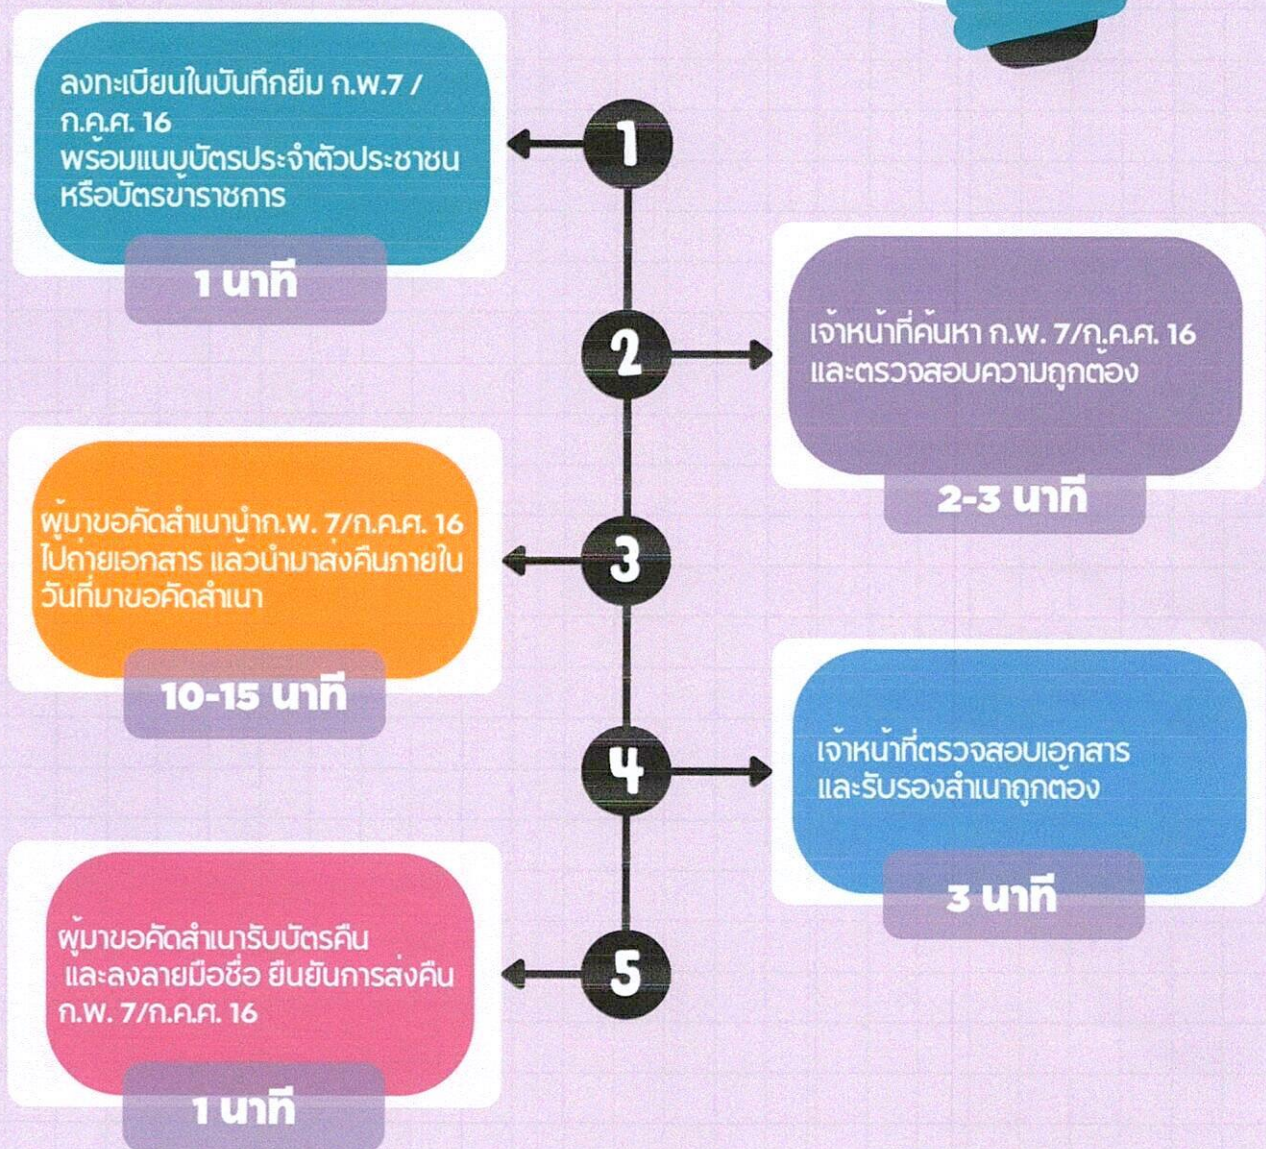 1
ลงทะเบียนในบันทึกยืม ก.พ.7 /
ก.ค.ศ. 16
พร้อมแนบบัตรประจำตัวประชาชน
หรือบัตรข้าราชการ
1 นาที
2
เจ้าหน้าที่ค้นหา ก.พ. 7/ก.ค.ศ. 16
และตรวจสอบความถูกต้อง
2-3 นาที
3
ผู้มาขอคัดสำเนานำก.พ. 7/ก.ค.ศ. 16
ไปถ่ายเอกสาร แล้วนำมาส่งคืนภายใน
วันที่มาขอคัดสำเนา
10-15 นาที
4
เจ้าหน้าที่ตรวจสอบเอกสาร
และรับรองสำเนาถูกต้อง
3 นาที
5
ผู้มาขอคัดสำเนารับบัตรคืน
และลงลายมือชื่อ ยืนยันการส่งคืน
ก.พ. 7/ก.ค.ศ. 16
1 นาที